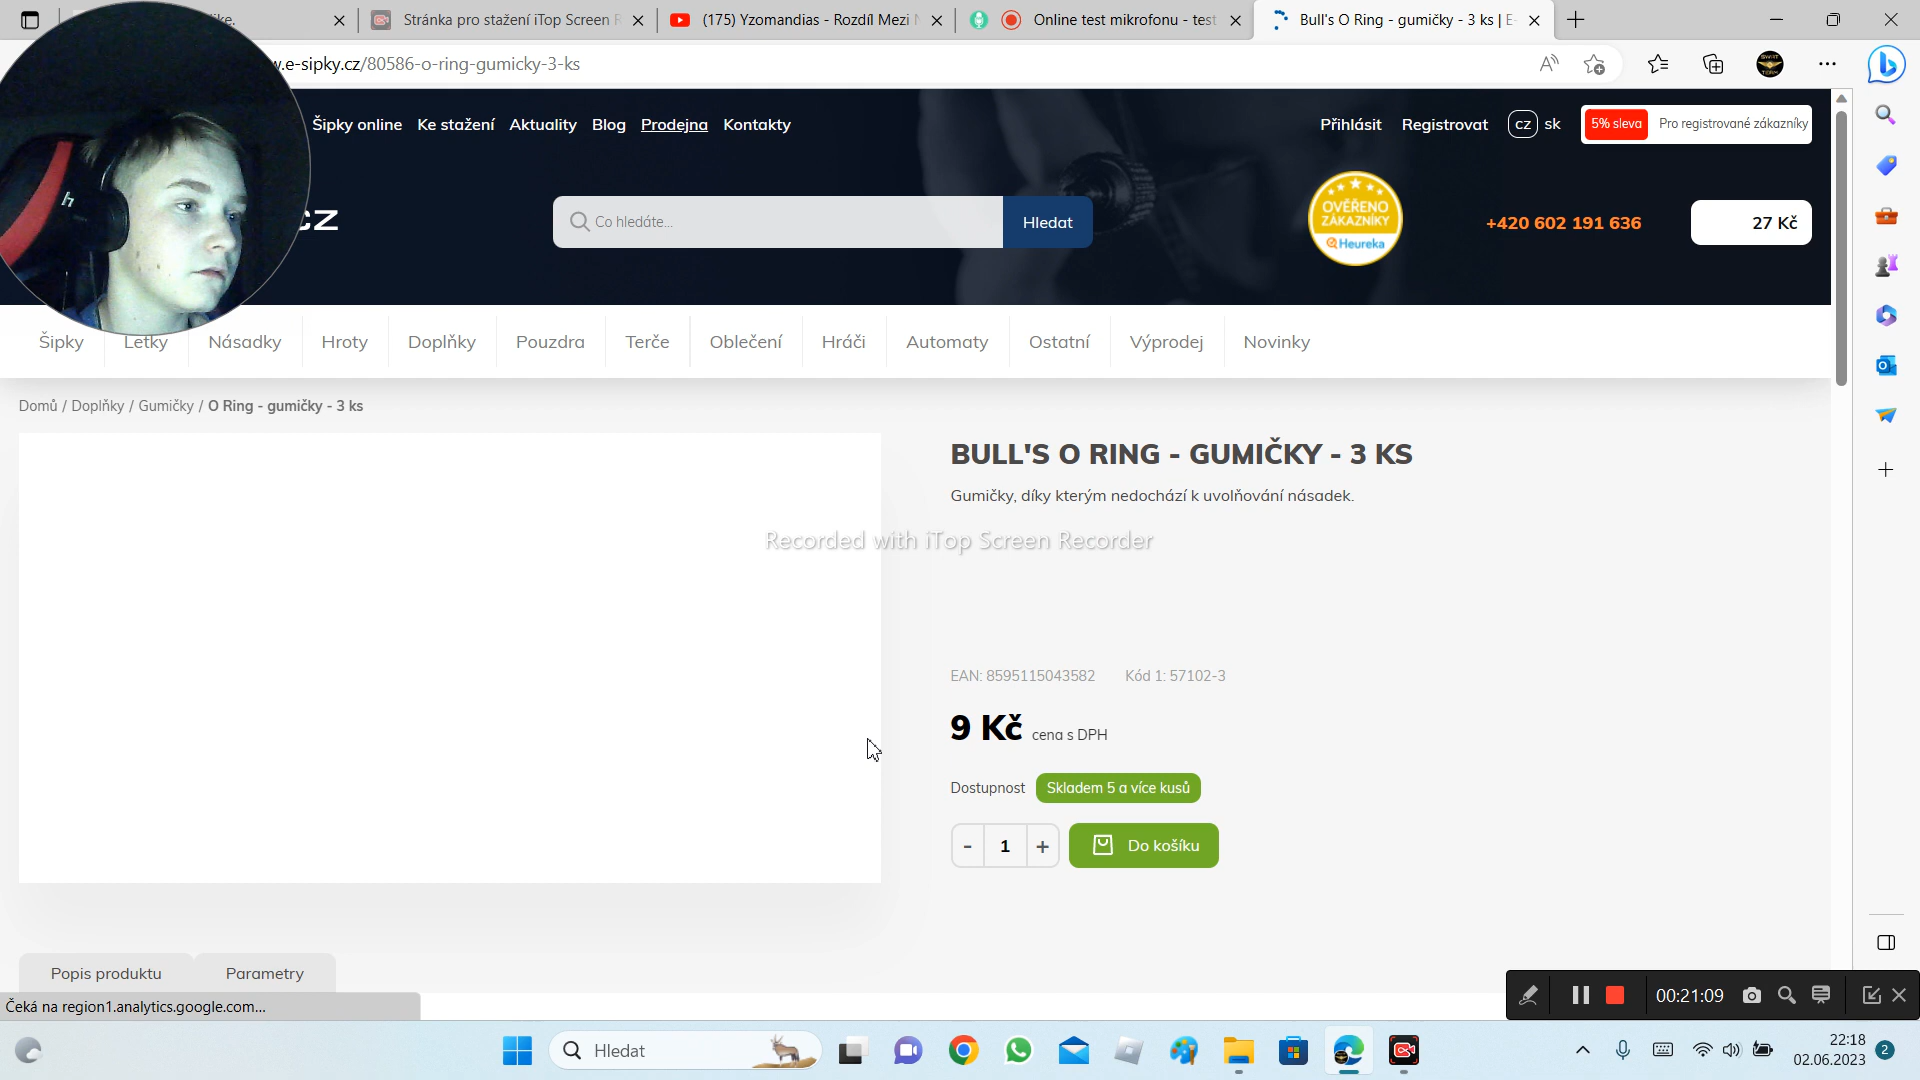 like.
Stránka pro stažení iTop Screen R
(175) Yzomandias - Rozdíl Mezi N
Online test mikrofonu - test
Bull's O Ring - gumičky - 3 ks | E-
.e-sipky.cz/80586-o-ring-gumicky-3-ks
Šipky online Ke stažení Aktuality Blog Prodejna Kontakty
Přihlásit Registrovat cz sk 5% sleva Pro registrované zákazníky
CZ
Co hledáte...
Hledat
OVĚŘENO
ZÁKAZNÍKY
Heureka
+420 602 191 636
27 Kč
Šipky Letky Násadky Hroty Doplňky Pouzdra Terče Oblečení Hráči Automaty Ostatní Výprodej Novinky
Domů / Doplňky / Gumičky / O Ring - gumičky - 3 ks
BULL'S O RING - GUMIČKY - 3 KS
Gumičky, díky kterým nedochází k uvolňování násadek.
Recorded with iTop Screen Recorder
EAN: 8595115043582 Kód 1: 57102-3
9 Kč cena s DPH
Dostupnost Skladem 5 a více kusů
- 1 + Do košíku
Popis produktu Parametry
Čeká na region1.analytics.google.com...
00:21:09
Hledat
22:18
02.06.2023
2